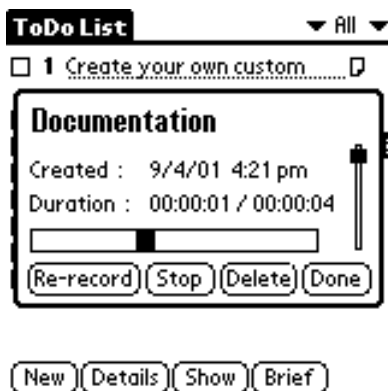 ToDo List All
1 Create your own custom
Documentation
Created : 9/4/01 4:21 pm
Duration : 00:00:01 / 00:00:04
Re-record Stop Delete Done
New Details Show Brief